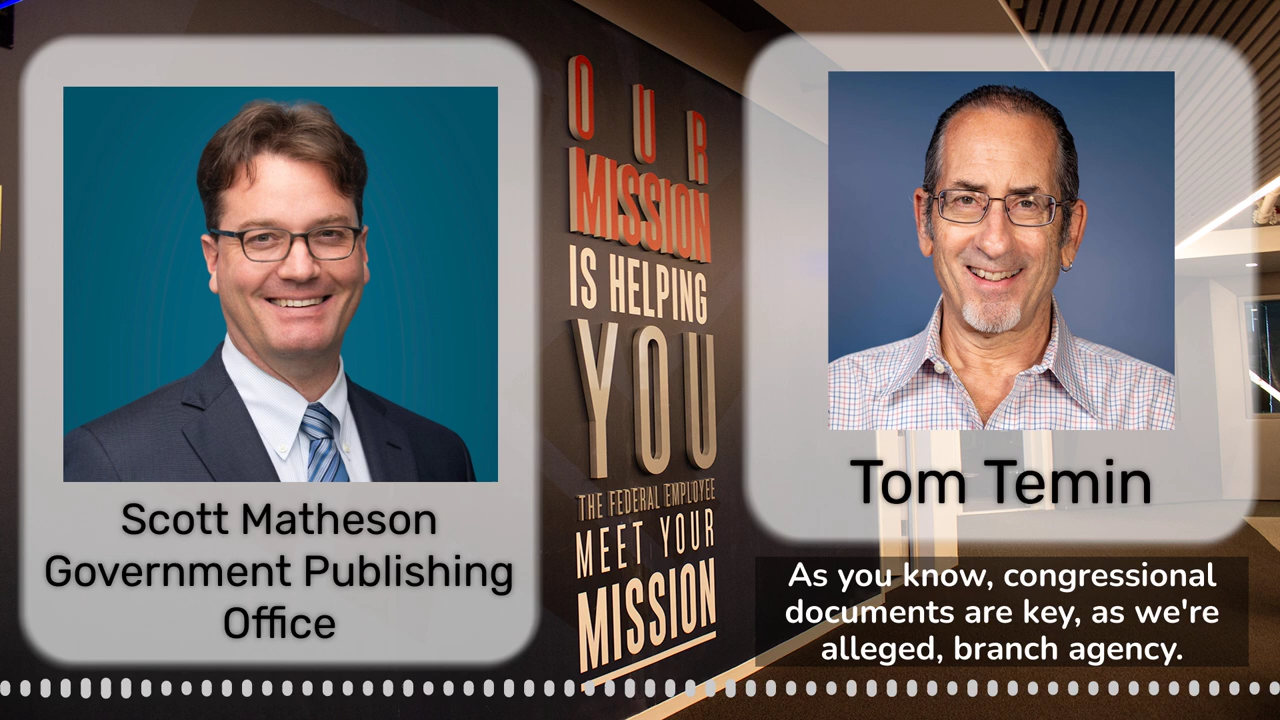 Scott Matheson
Government Publishing
Office
OUR
MISSION
IS HELPING
YOU
THE FEDERAL EMPLOYEE
MEET YOUR
MISSION
Tom Temin
As you know, congressional
documents are key, as we're
alleged, branch agency.